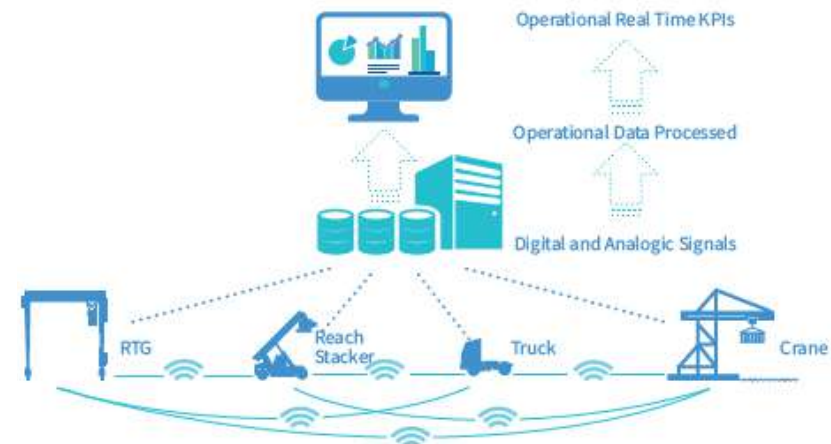 Operational Real Time KPIs
Operational Data Processed
Digital and Analogic Signals
RTG
Reach
Stacker
Truck
Crane